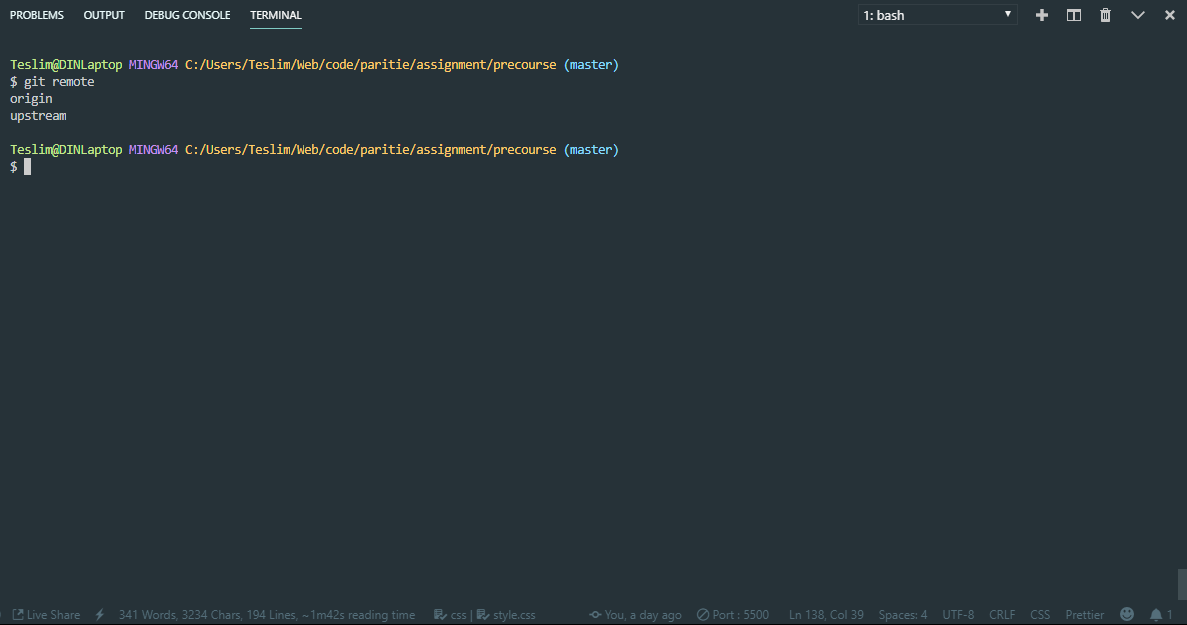 PROBLEMS OUTPUT DEBUG CONSOLE TERMINAL 1: bash
Teslim@DINLaptop MINGW64 C:/Users/Teslim/Web/code/paritie/assignment/precourse (master)
$ git remote
origin
upstream
Teslim@DINLaptop MINGW64 C:/Users/Teslim/Web/code/paritie/assignment/precourse (master)
$
Live Share 341 Words, 3234 Chars, 194 Lines, ~1m42s reading time css | style.css You, a day ago Port : 5500 Ln 138, Col 39 Spaces: 4 UTF-8 CRLF CSS Prettier 1